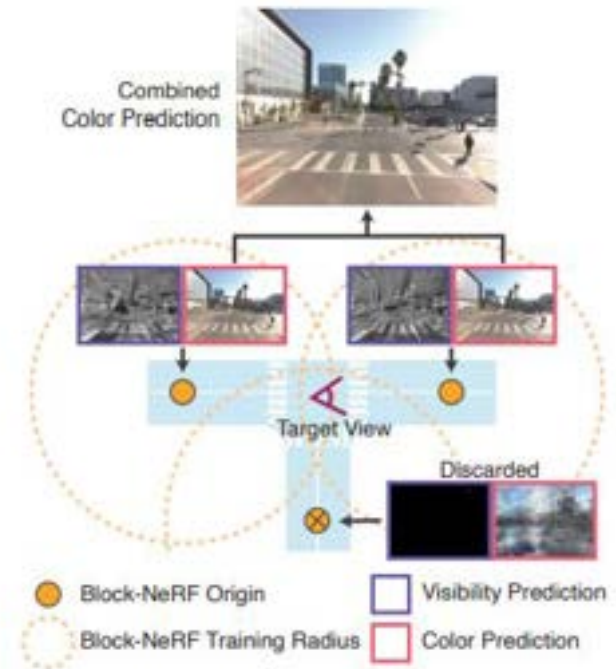 Combined
Color Prediction
Target View
Discarded
Block-NeRF Origin
Visibility Prediction
Block-NeRF Training Radius
Color Prediction